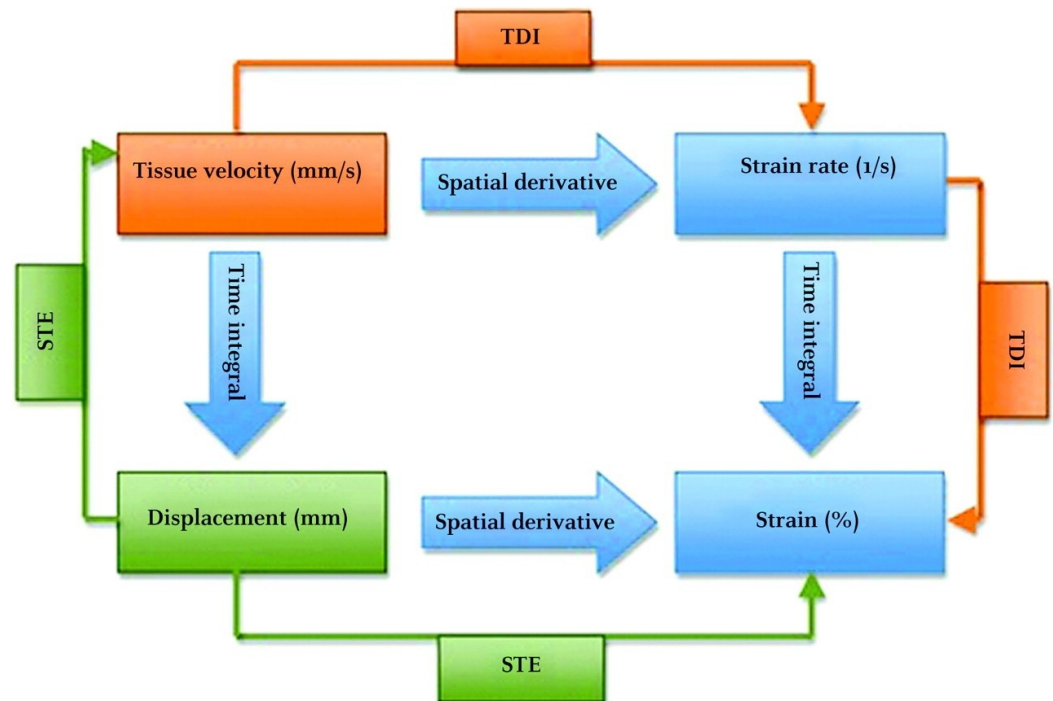 TDI
Tissue velocity (mm/s)
Spatial derivative
Strain rate (1/s)
STE
Time integral
Time integral
TDI
Displacement (mm)
Spatial derivative
Strain (%)
STE